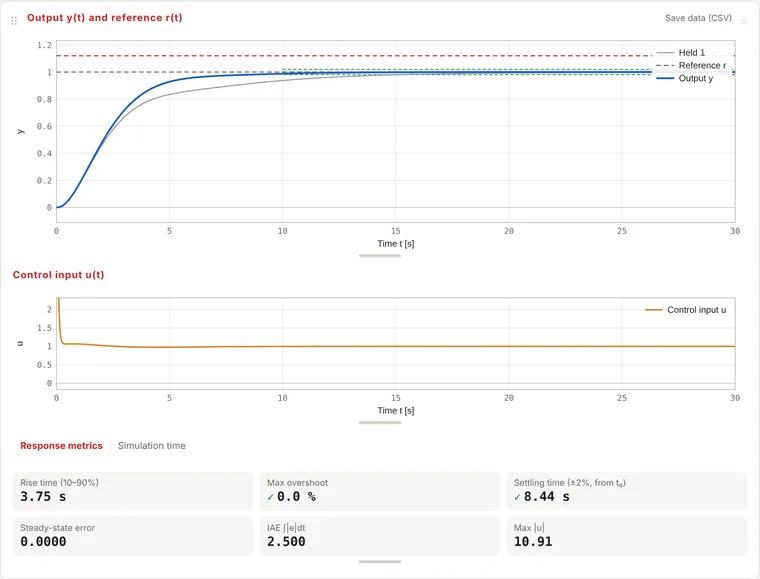 Output y(t) and reference r(t)
Save data (CSV) ×
1.2
1
0.8
0.6
0.4
0.2
0
y
Held 1
Reference r
Output y
0 5 10 15 20 25 30
Time t [s]
Control input u(t)
2
1.5
1
0.5
0
u
Control input u
0 5 10 15 20 25 30
Time t [s]
Response metrics Simulation time
Rise time (10–90%)
3.75 s
Max overshoot
✓ 0.0 %
Settling time (±2%, from t₀)
✓ 8.44 s
Steady-state error
0.0000
IAE ∫|e|dt
2.500
Max |u|
10.91